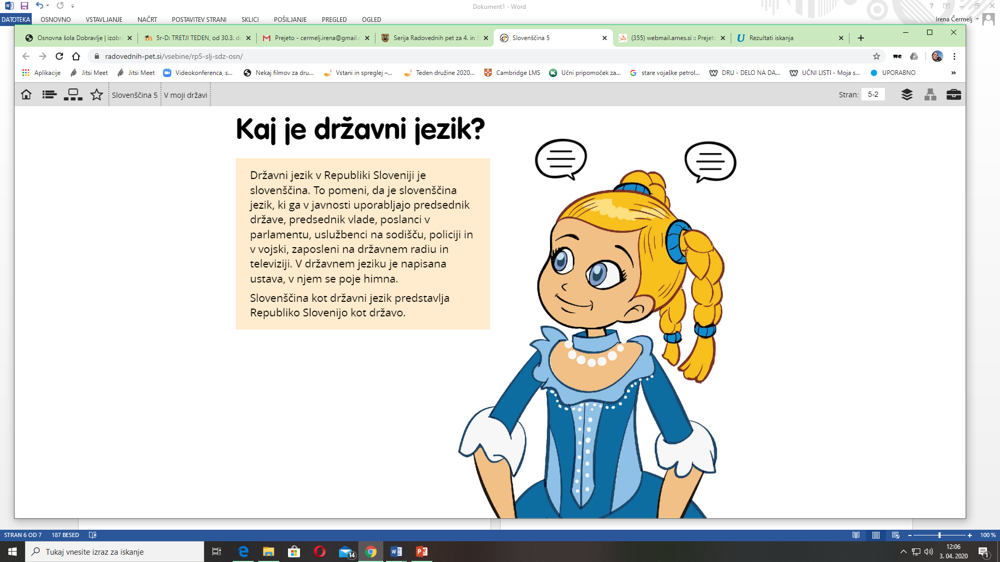 Dokument1 - Word
DATOTEKA OSNOVNO VSTAVLJANJE NAČRT POSTAVITEV STRANI SKLICI POŠILJANJE PREGLED OGLED
Irena Čermelj
Osnovna šola Dobravlje | izobra
5r-D: TRETJI TEDEN, od 30.3. do
Prejeto - cermelj.irena@gmail.c
Serija Radovednih pet za 4. in 5
Slovenščina 5
(355) webmail.arnes.si :: Prejeto
Rezultati iskanja
radovednih-pet.si/vsebine/rp5-slj-sdz-osn/
Aplikacije
Jitsi Meet
Jitsi Meet
Videokonferenca, s...
Nekaj filmov za dru...
Vstani in spreglej –...
Teden družine 2020...
Cambridge LMS
Učni pripomoček za...
stare vojaške petrol...
DRU - DELO NA DA...
UČNI LISTI - Moja s...
UPORABNO
Slovenščina 5
V moji državi
Stran: 5-2
Kaj je državni jezik?
Državni jezik v Republiki Sloveniji je
slovenščina. To pomeni, da je slovenščina
jezik, ki ga v javnosti uporabljajo predsednik
države, predsednik vlade, poslanci v
parlamentu, uslužbenci na sodišču, policiji in
v vojski, zaposleni na državnem radiu in
televiziji. V državnem jeziku je napisana
ustava, v njem se poje himna.
Slovenščina kot državni jezik predstavlja
Republiko Slovenijo kot državo.
STRAN 6 OD 7 187 BESED
100 %
Tukaj vnesite izraz za iskanje
14
12:06
3. 04. 2020
1